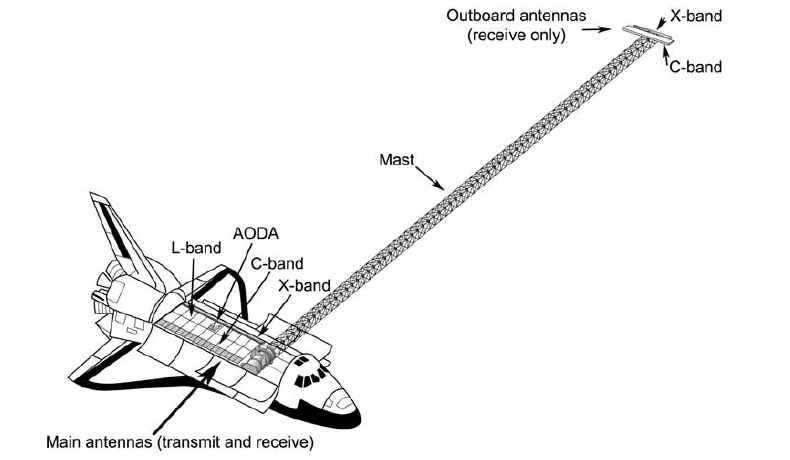 Outboard antennas
(receive only)
X-band
C-band
Mast
AODA
L-band
C-band
X-band
Main antennas (transmit and receive)